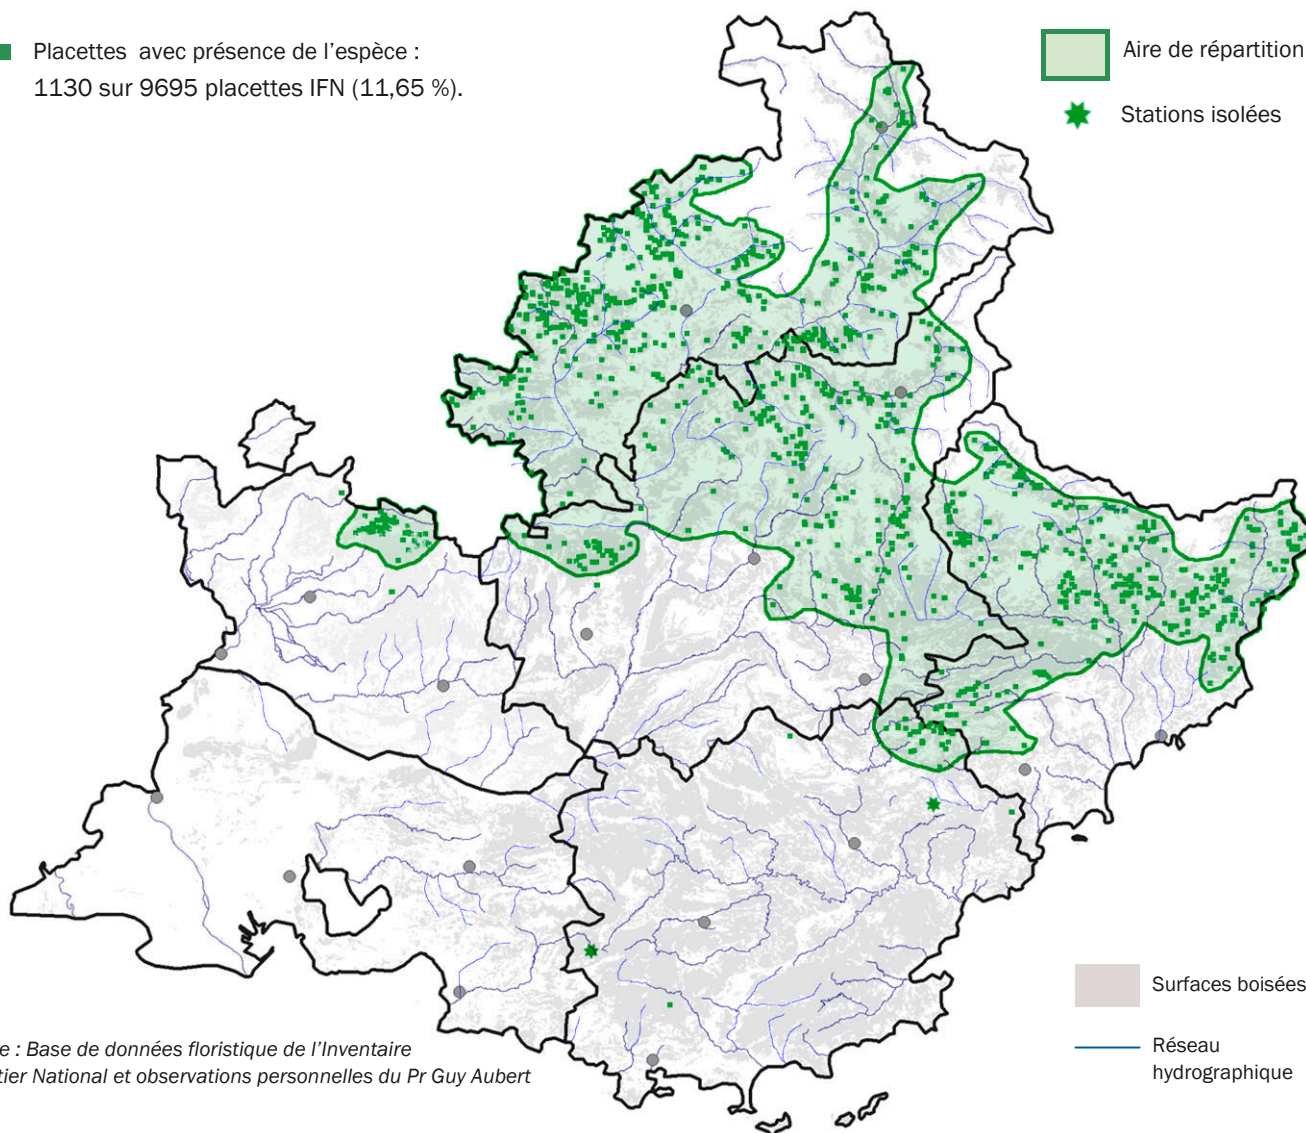 Placettes avec présence de l'espèce :
1130 sur 9695 placettes IFN (11,65 %).
Aire de répartition
Stations isolées
Surfaces boisées
Réseau
hydrographique
e : Base de données floristique de l'Inventaire
tier National et observations personnelles du Pr Guy Aubert